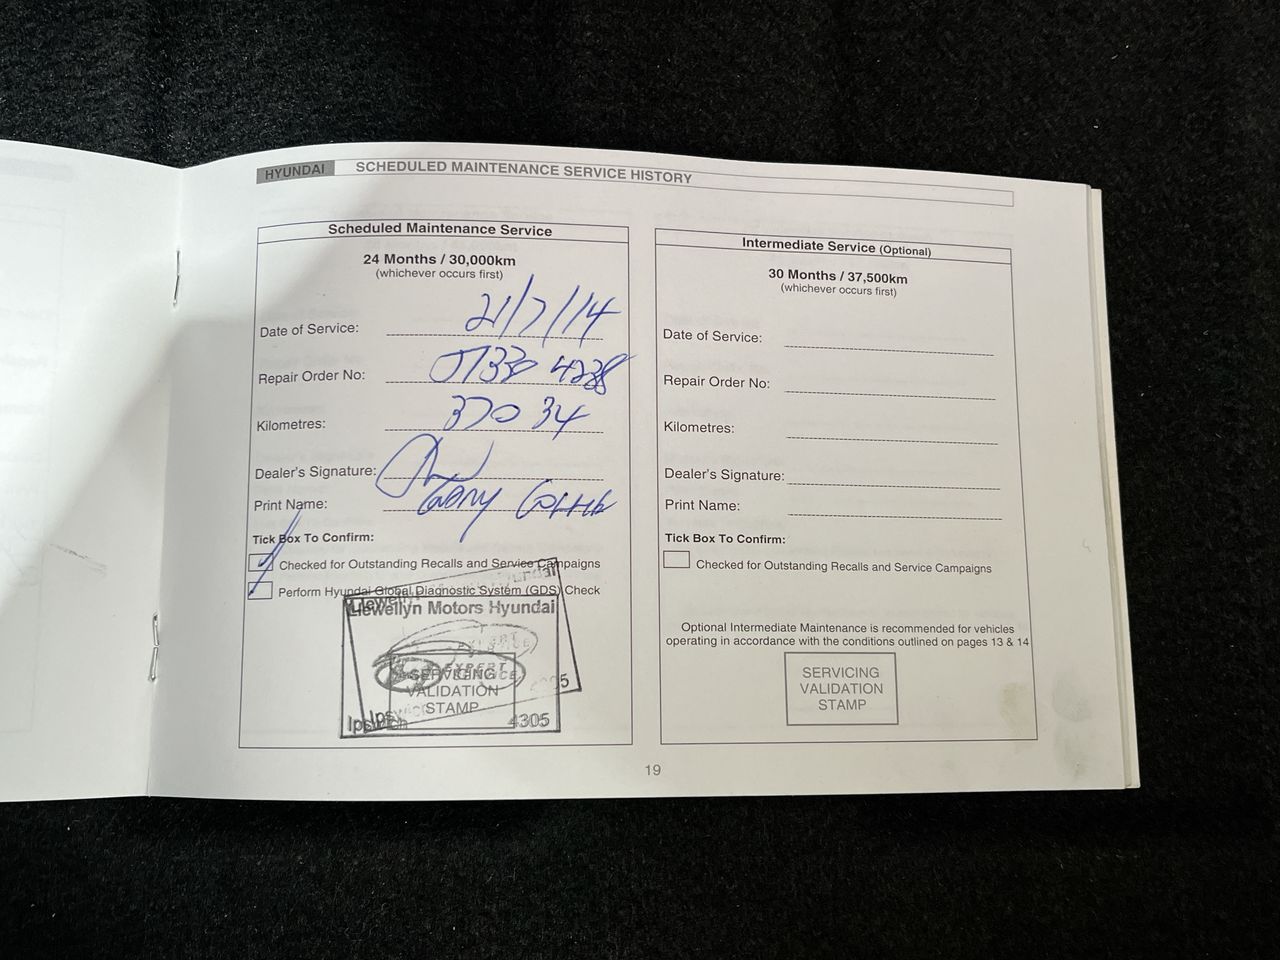 HYUNDAI SCHEDULED MAINTENANCE SERVICE HISTORY
Scheduled Maintenance Service
24 Months / 30,000km
(whichever occurs first)
Date of Service: 21/7/14
Repair Order No:
Kilometres: 37034
Dealer's Signature:
Print Name:
Tick Box To Confirm:
Checked for Outstanding Recalls and Service Campaigns
Perform Hyundai Global Diagnostic System (GDS) Check
Llewellyn Motors Hyundai
EXPERT
SERVICING
VALIDATION
STAMP
Ipswich 4305
Intermediate Service (Optional)
30 Months / 37,500km
(whichever occurs first)
Date of Service:
Repair Order No:
Kilometres:
Dealer's Signature:
Print Name:
Tick Box To Confirm:
Checked for Outstanding Recalls and Service Campaigns
Optional Intermediate Maintenance is recommended for vehicles
operating in accordance with the conditions outlined on pages 13 & 14
SERVICING
VALIDATION
STAMP
19